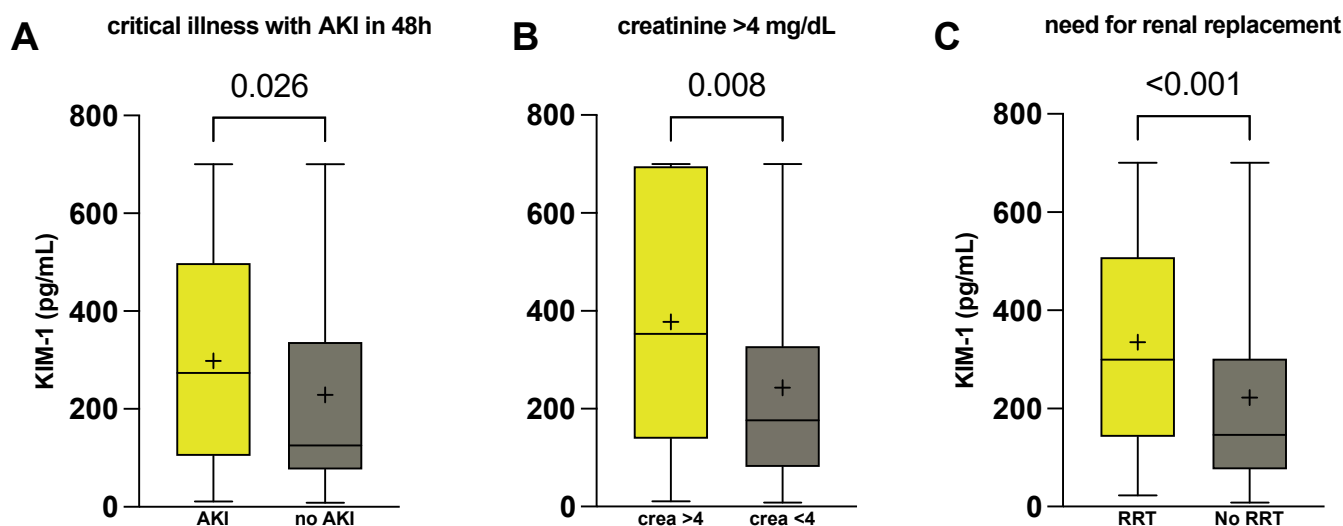 A critical illness with AKI in 48h
0.026
KIM-1 (pg/mL)
800
600
400
200
0
AKI no AKI
B creatinine >4 mg/dL
0.008
800
600
400
200
0
crea >4 crea <4
C need for renal replacement
<0.001
KIM-1 (pg/mL)
800
600
400
200
0
RRT No RRT